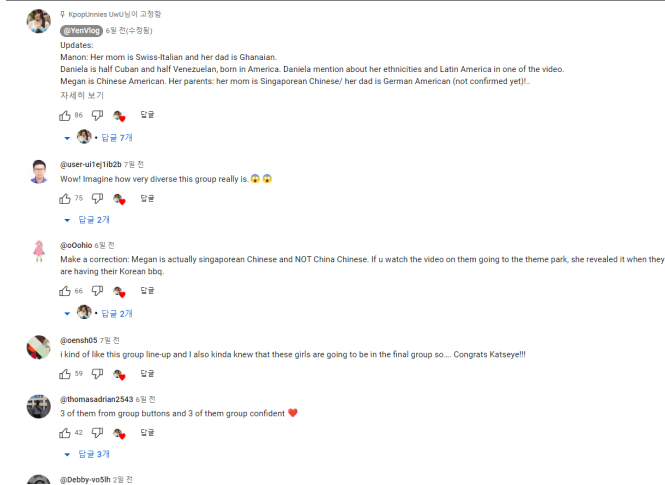 KpopUnnies UwU님이 고정함
@YenVlog 6일 전(수정됨)
Updates:
Manon: Her mom is Swiss-Italian and her dad is Ghanaian.
Daniela is half Cuban and half Venezuelan, born in America. Daniela mention about her ethnicities and Latin America in one of the video.
Megan is Chinese American. Her parents: her mom is Singaporean Chinese/ her dad is German American (not confirmed yet)!..
자세히 보기
86 답글
답글 7개
@user-ui1ej1ib2b 7일 전
Wow! Imagine how very diverse this group really is.😱😱
75 답글
답글 2개
@oOohio 6일 전
Make a correction: Megan is actually singaporean Chinese and NOT China Chinese. If u watch the video on them going to the theme park, she revealed it when they
are having their Korean bbq.
66 답글
답글 2개
@oensh05 7일 전
i kind of like this group line-up and I also kinda knew that these girls are going to be in the final group so.... Congrats Katseye!!!
59 답글
@thomasadrian2543 6일 전
3 of them from group buttons and 3 of them group confident ❤️
42 답글
답글 3개
@Debby-vo5lh 2일 전